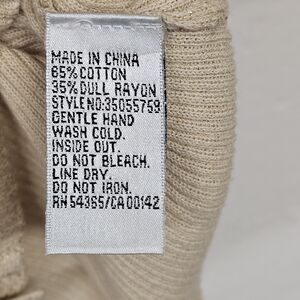 MADE IN CHINA
65% COTTON
35% DULL RAYON
STYLE NO:35055759
GENTLE HAND
WASH COLD.
INSIDE OUT.
DO NOT BLEACH.
LINE DRY.
DO NOT IRON.
RN 54365/CA 00142